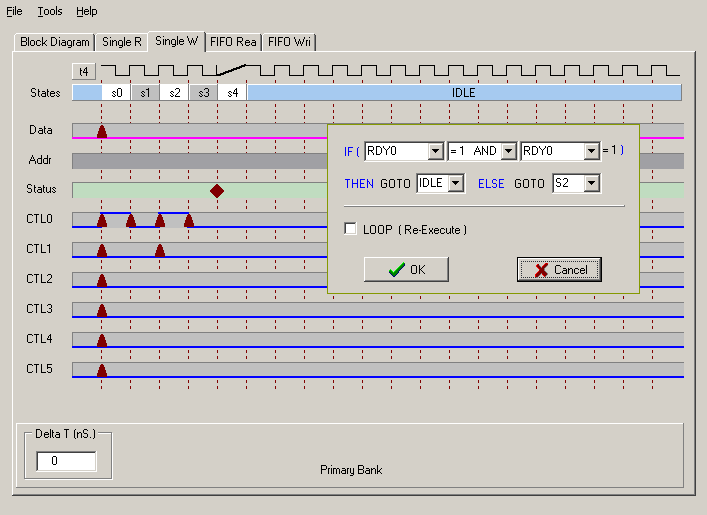 File Tools Help
Block Diagram Single R Single W FIFO Rea FIFO Wri
t4
States s0 s1 s2 s3 s4 IDLE
Data
Addr
Status
CTL0
CTL1
CTL2
CTL3
CTL4
CTL5
IF ( RDY0 = 1 AND RDY0 = 1 )
THEN GOTO IDLE ELSE GOTO S2
LOOP ( Re-Execute )
OK Cancel
Delta T (nS.)
0
Primary Bank